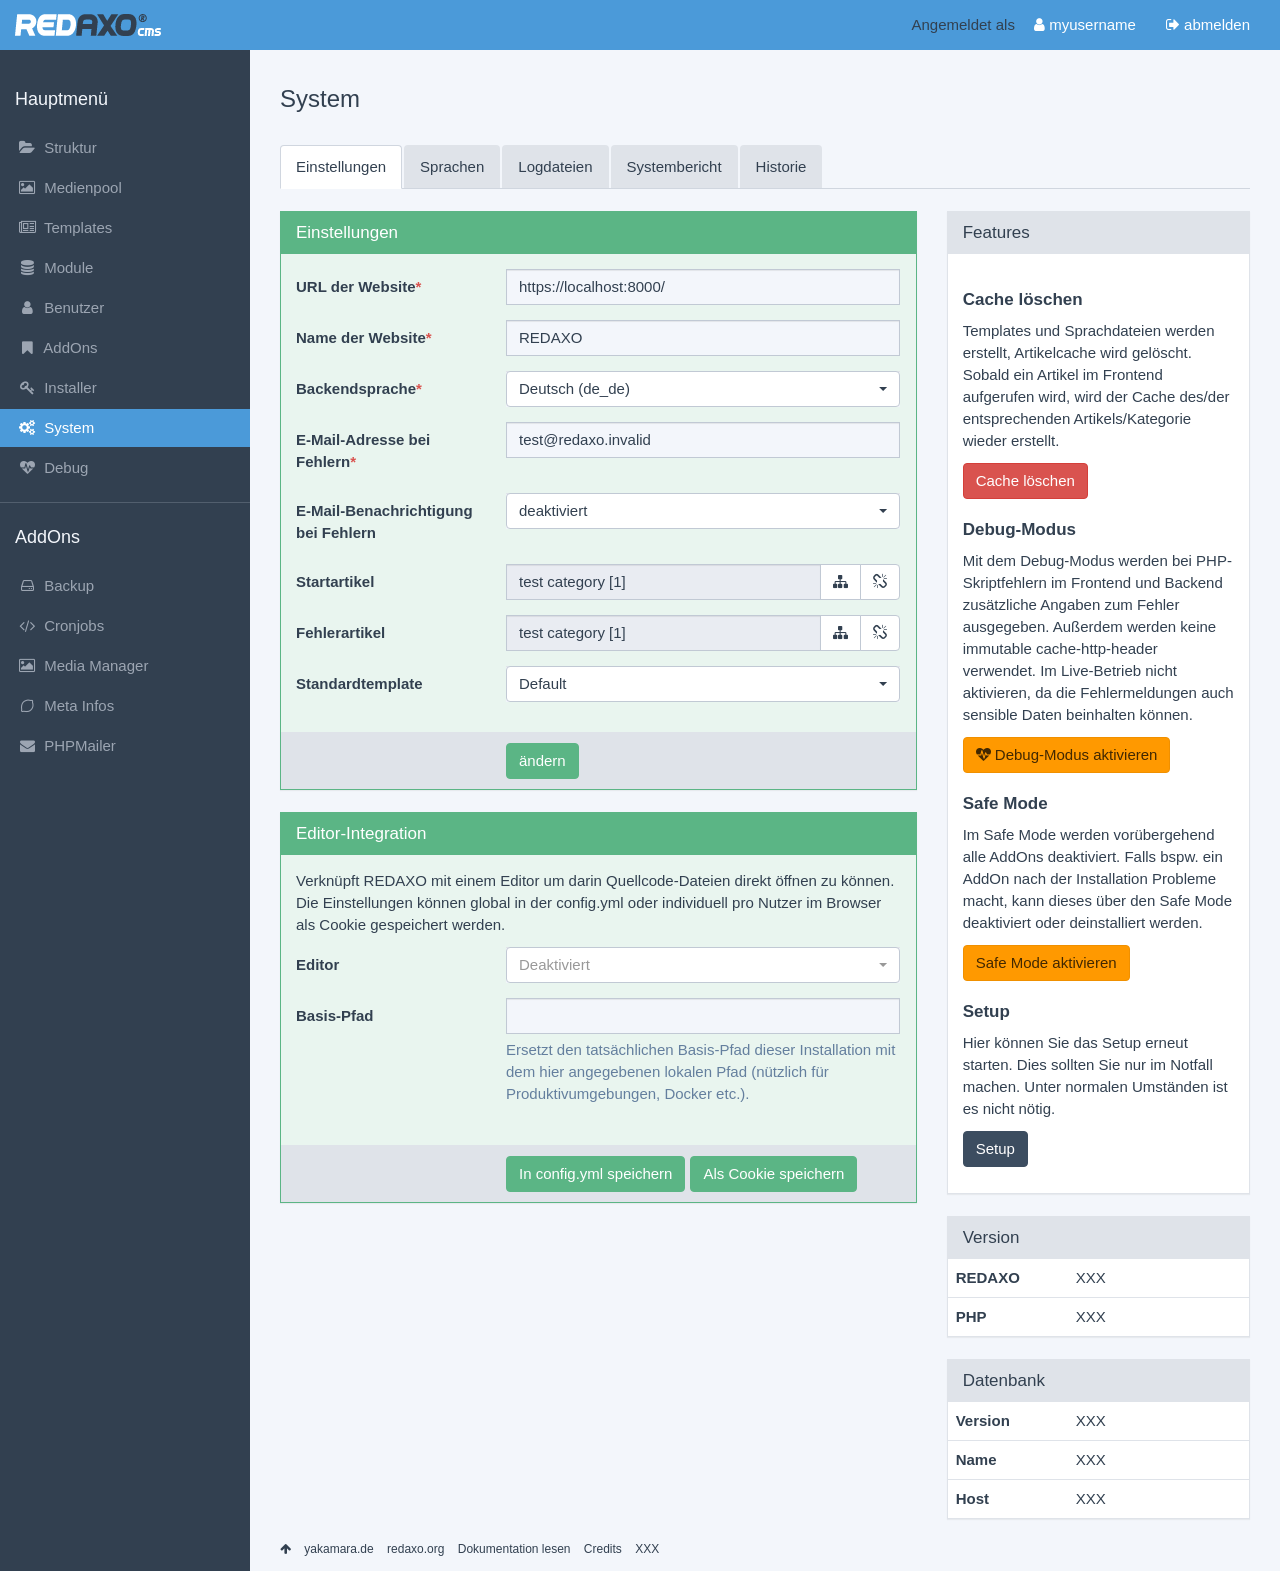 REDAXO® cms
Angemeldet als myusername abmelden
Hauptmenü
Struktur
Medienpool
Templates
Module
Benutzer
AddOns
Installer
System
Debug
AddOns
Backup
Cronjobs
Media Manager
Meta Infos
PHPMailer
System
Einstellungen Sprachen Logdateien Systembericht Historie
Einstellungen
URL der Website* https://localhost:8000/
Name der Website* REDAXO
Backendsprache* Deutsch (de_de)
E-Mail-Adresse bei test@redaxo.invalid
Fehlern*
E-Mail-Benachrichtigung deaktiviert
bei Fehlern
Startartikel test category [1]
Fehlerartikel test category [1]
Standardtemplate Default
ändern
Editor-Integration
Verknüpft REDAXO mit einem Editor um darin Quellcode-Dateien direkt öffnen zu können.
Die Einstellungen können global in der config.yml oder individuell pro Nutzer im Browser
als Cookie gespeichert werden.
Editor Deaktiviert
Basis-Pfad
Ersetzt den tatsächlichen Basis-Pfad dieser Installation mit
dem hier angegebenen lokalen Pfad (nützlich für
Produktivumgebungen, Docker etc.).
In config.yml speichern Als Cookie speichern
Features
Cache löschen
Templates und Sprachdateien werden
erstellt, Artikelcache wird gelöscht.
Sobald ein Artikel im Frontend
aufgerufen wird, wird der Cache des/der
entsprechenden Artikels/Kategorie
wieder erstellt.
Cache löschen
Debug-Modus
Mit dem Debug-Modus werden bei PHP-
Skriptfehlern im Frontend und Backend
zusätzliche Angaben zum Fehler
ausgegeben. Außerdem werden keine
immutable cache-http-header
verwendet. Im Live-Betrieb nicht
aktivieren, da die Fehlermeldungen auch
sensible Daten beinhalten können.
Debug-Modus aktivieren
Safe Mode
Im Safe Mode werden vorübergehend
alle AddOns deaktiviert. Falls bspw. ein
AddOn nach der Installation Probleme
macht, kann dieses über den Safe Mode
deaktiviert oder deinstalliert werden.
Safe Mode aktivieren
Setup
Hier können Sie das Setup erneut
starten. Dies sollten Sie nur im Notfall
machen. Unter normalen Umständen ist
es nicht nötig.
Setup
Version
REDAXO XXX
PHP XXX
Datenbank
Version XXX
Name XXX
Host XXX
yakamara.de redaxo.org Dokumentation lesen Credits XXX